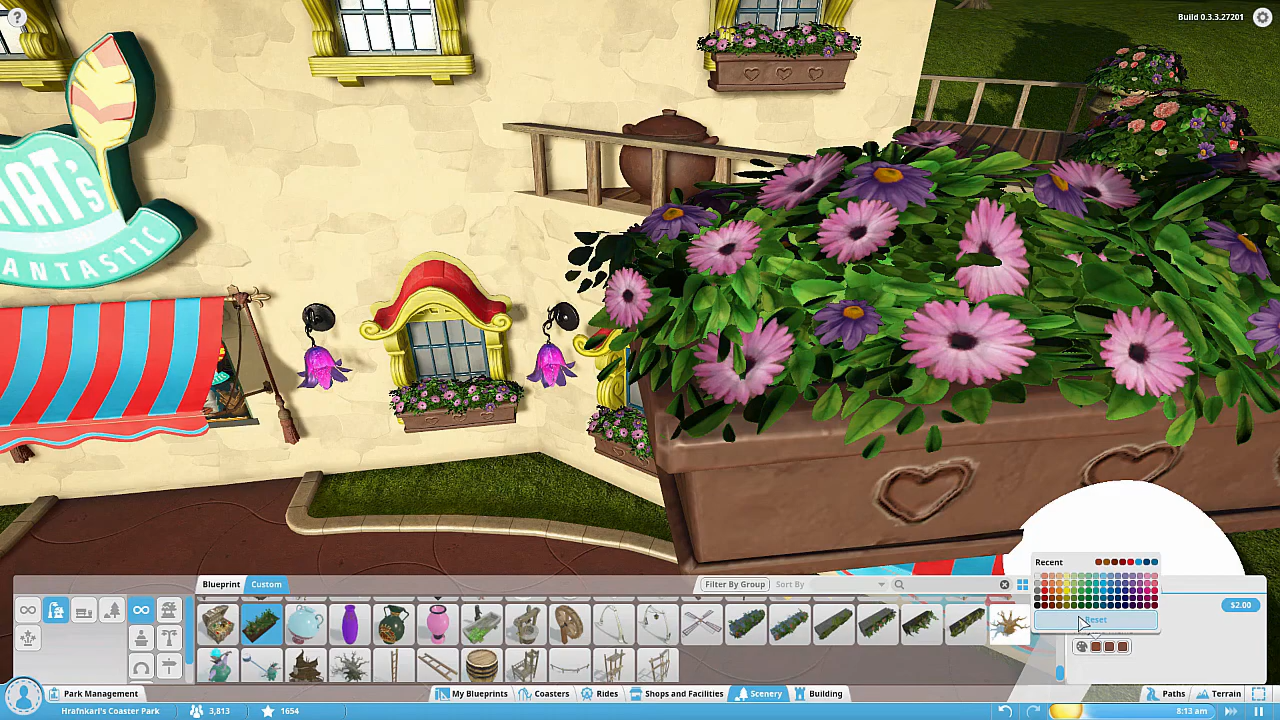 ?
Build 0.3.3.27201
HAT's
FANTASTIC
Recent
Reset
Blueprint Custom
Filter By Group Sort By
$2.00
Park Management
My Blueprints Coasters Rides Shops and Facilities Scenery Building
Paths Terrain
Hrafnkarl's Coaster Park 3,813 1654
8:13 am